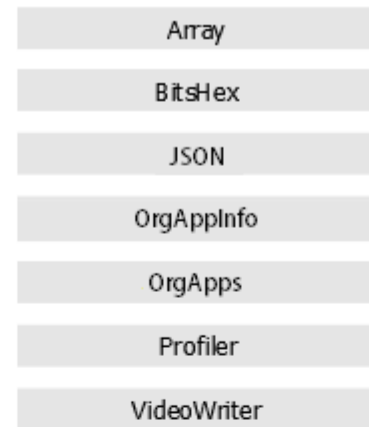 Array
BitsHex
JSON
OrgAppInfo
OrgApps
Profiler
VideoWriter